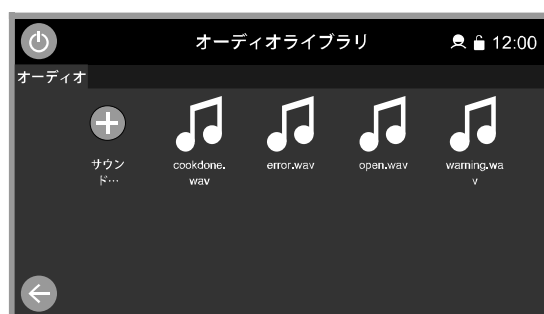 オーディオライブラリ 12:00
オーディオ
サウン
ド…
cookdone.
wav
error.wav
open.wav
warning.wa
v